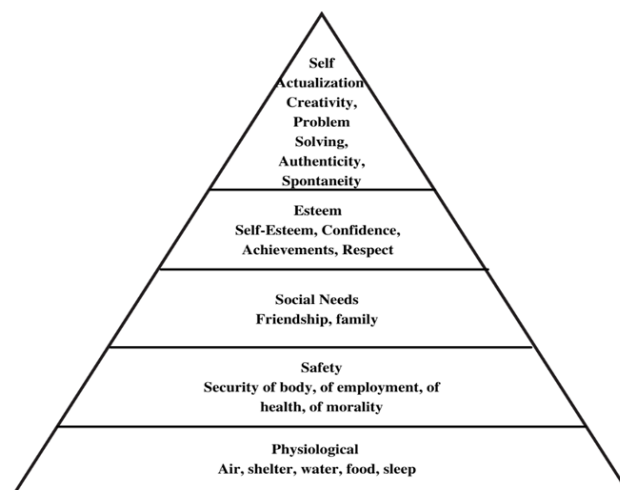 Self
Actualization
Creativity,
Problem
Solving,
Authenticity,
Spontaneity
Esteem
Self-Esteem, Confidence,
Achievements, Respect
Social Needs
Friendship, family
Safety
Security of body, of employment, of
health, of morality
Physiological
Air, shelter, water, food, sleep